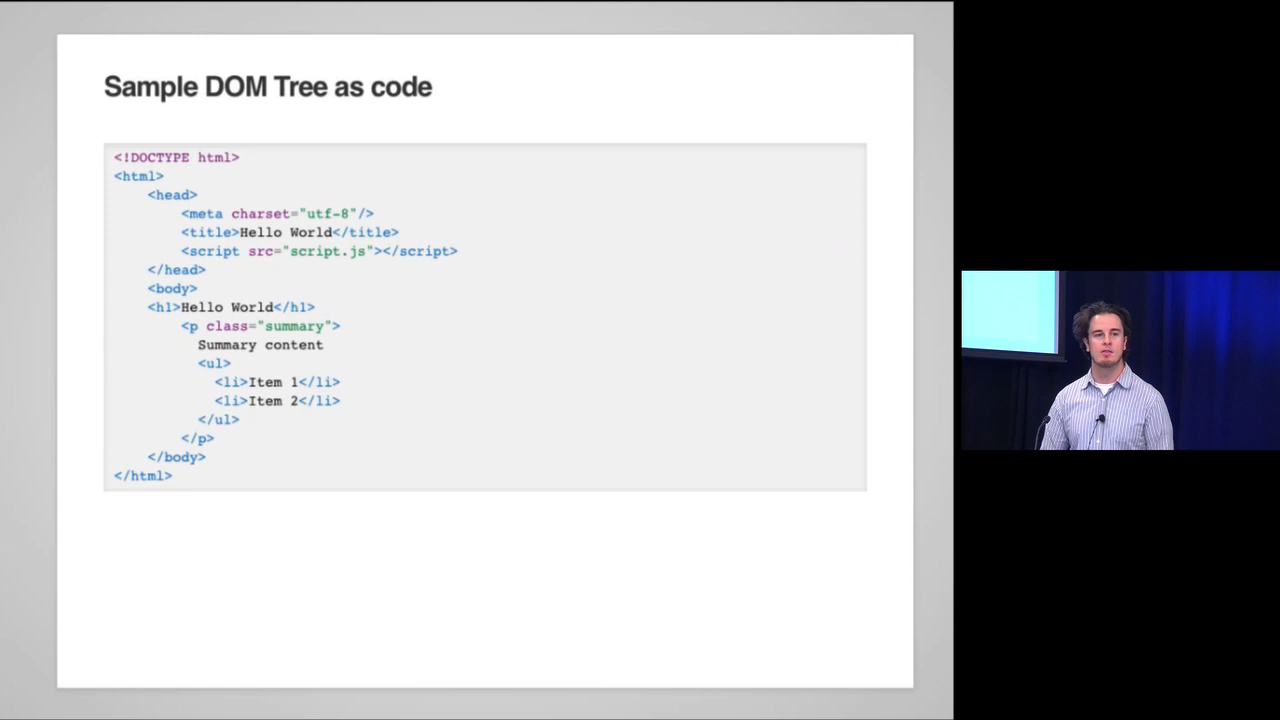 Sample DOM Tree as code
<!DOCTYPE html>
<html>
<head>
<meta charset="utf-8"/>
<title>Hello World</title>
<script src="script.js"></script>
</head>
<body>
<h1>Hello World</h1>
<p class="summary">
Summary content
<ul>
<li>Item 1</li>
<li>Item 2</li>
</ul>
</p>
</body>
</html>